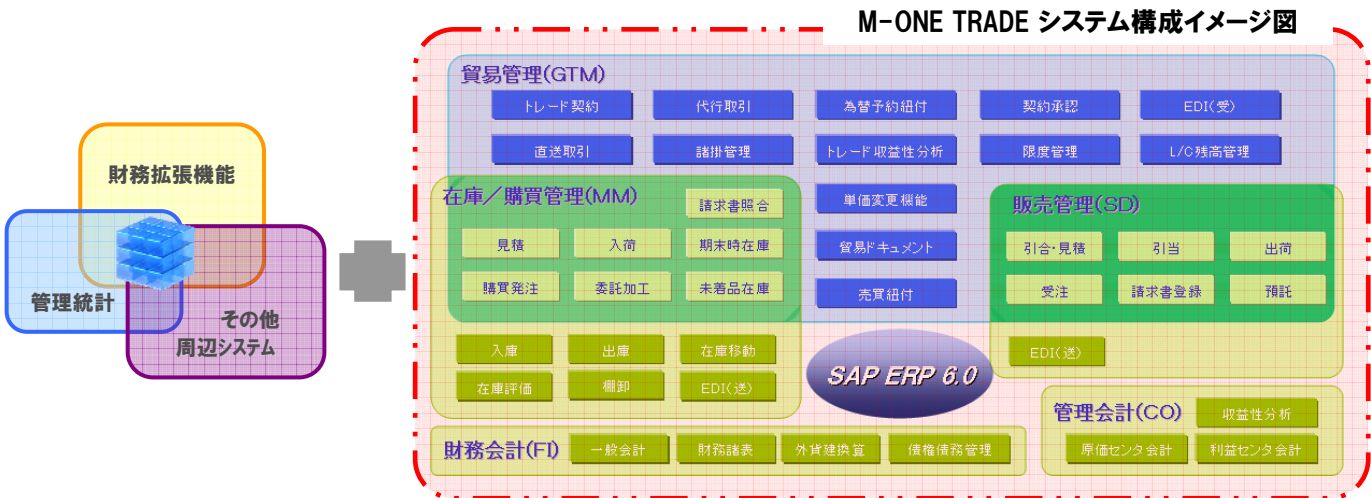 M-ONE TRADE システム構成イメージ図
財務拡張機能
管理統計
その他
周辺システム
貿易管理(GTM)
トレード契約
代行取引
為替予約紐付
契約承認
EDI(受)
直送取引
諸掛管理
トレード収益性分析
限度管理
L/C残高管理
単価変更機能
貿易ドキュメント
売買紐付
在庫／購買管理(MM)
請求書照合
見積
入荷
期末時在庫
購買発注
委託加工
未着品在庫
入庫
出庫
在庫移動
在庫評価
棚卸
EDI(送)
販売管理(SD)
引合・見積
引当
出荷
受注
請求書登録
預託
EDI(送)
SAP ERP 6.0
財務会計(FI)
一般会計
財務諸表
外貨建換算
債権債務管理
管理会計(CO)
収益性分析
原価センタ会計
利益センタ会計